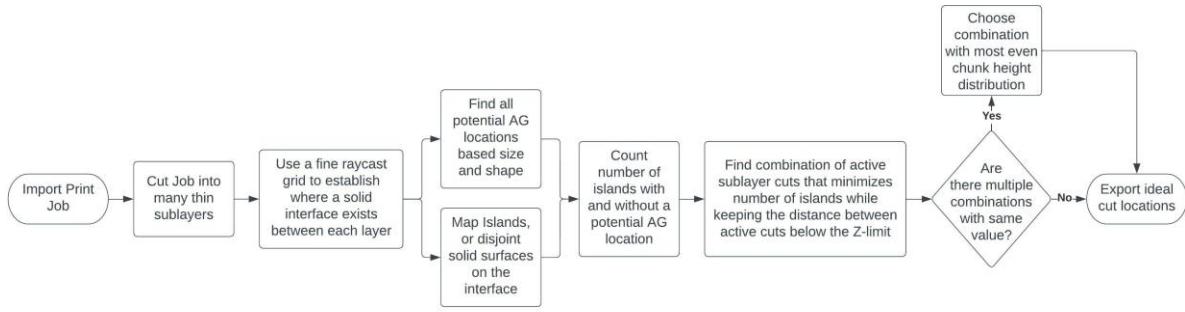 Import Print
Job
Cut Job into
many thin
sublayers
Use a fine raycast
grid to establish
where a solid
interface exists
between each layer
Find all
potential AG
locations
based size
and shape
Map Islands,
or disjoint
solid surfaces
on the
interface
Count
number of
islands with
and without a
potential AG
location
Find combination of active
sublayer cuts that minimizes
number of islands while
keeping the distance between
active cuts below the Z-limit
Are
there multiple
combinations
with same
value?
Yes
Choose
combination
with most even
chunk height
distribution
No
Export ideal
cut locations